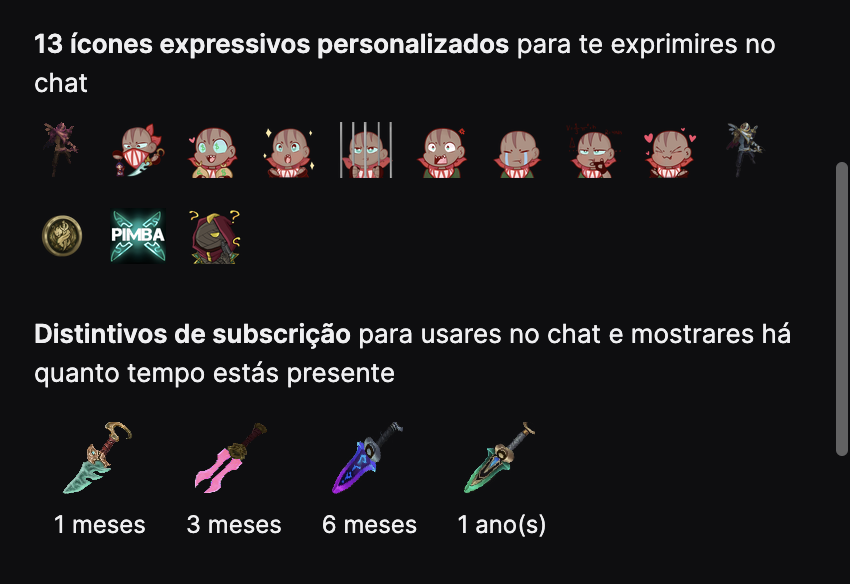 13 ícones expressivos personalizados para te exprimires no
chat
PIMBA
Distintivos de subscrição para usares no chat e mostrares há
quanto tempo estás presente
1 meses 3 meses 6 meses 1 ano(s)